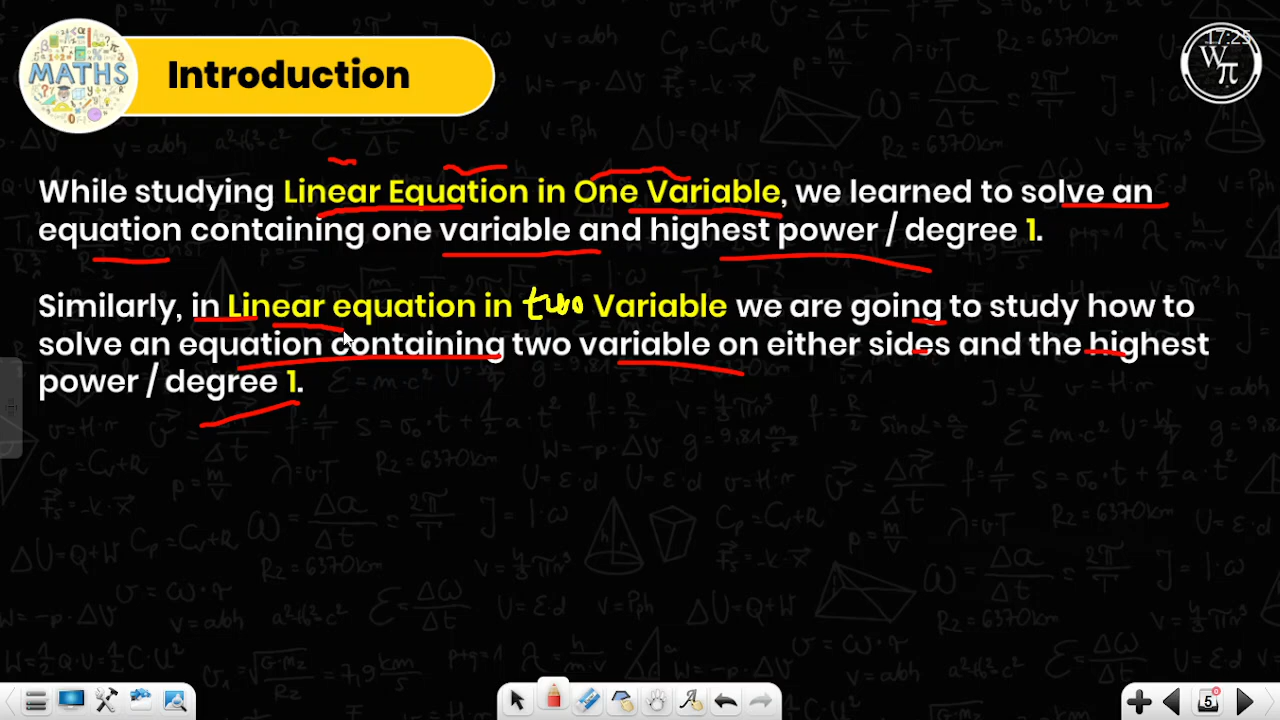 MATHS
Introduction
17:25
Wπ
While studying Linear Equation in One Variable, we learned to solve an
equation containing one variable and highest power / degree 1.
Similarly, in Linear equation in two Variable we are going to study how to
solve an equation containing two variable on either sides and the highest
power / degree 1.
5